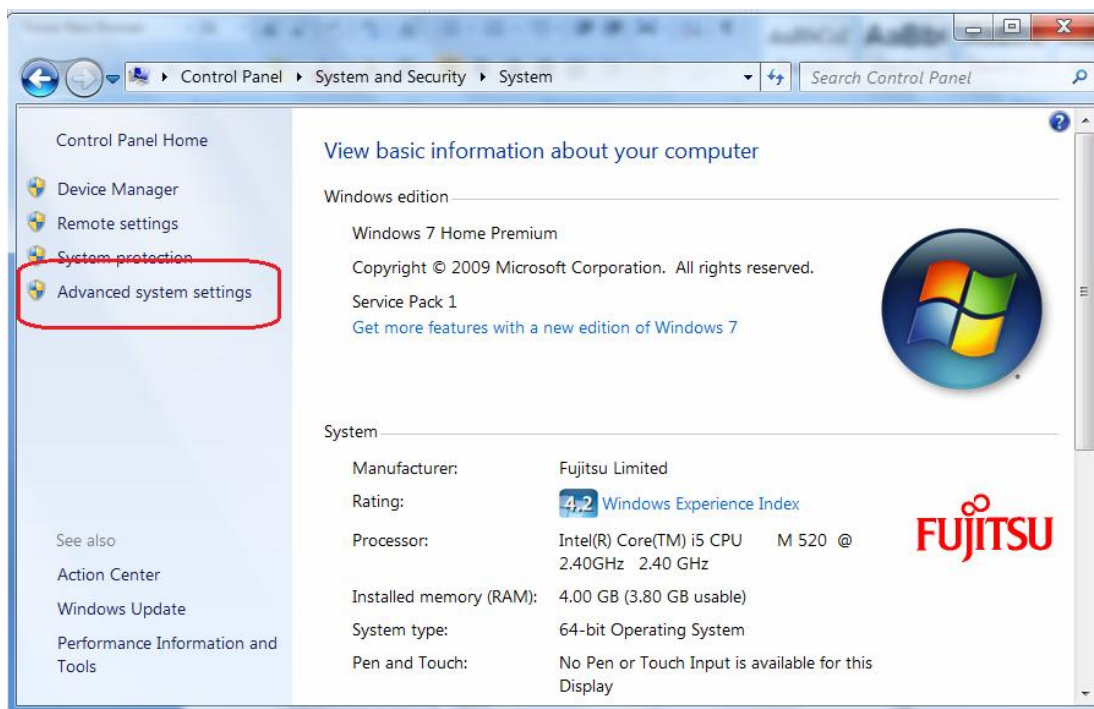 Control Panel ▸ System and Security ▸ System
Search Control Panel
Control Panel Home
Device Manager
Remote settings
System protection
Advanced system settings
See also
Action Center
Windows Update
Performance Information and
Tools
View basic information about your computer
Windows edition
Windows 7 Home Premium
Copyright © 2009 Microsoft Corporation. All rights reserved.
Service Pack 1
Get more features with a new edition of Windows 7
System
Manufacturer: Fujitsu Limited
Rating: 4,2 Windows Experience Index
Processor: Intel(R) Core(TM) i5 CPU M 520 @
2.40GHz 2.40 GHz
Installed memory (RAM): 4.00 GB (3.80 GB usable)
System type: 64-bit Operating System
Pen and Touch: No Pen or Touch Input is available for this
Display
FUJITSU